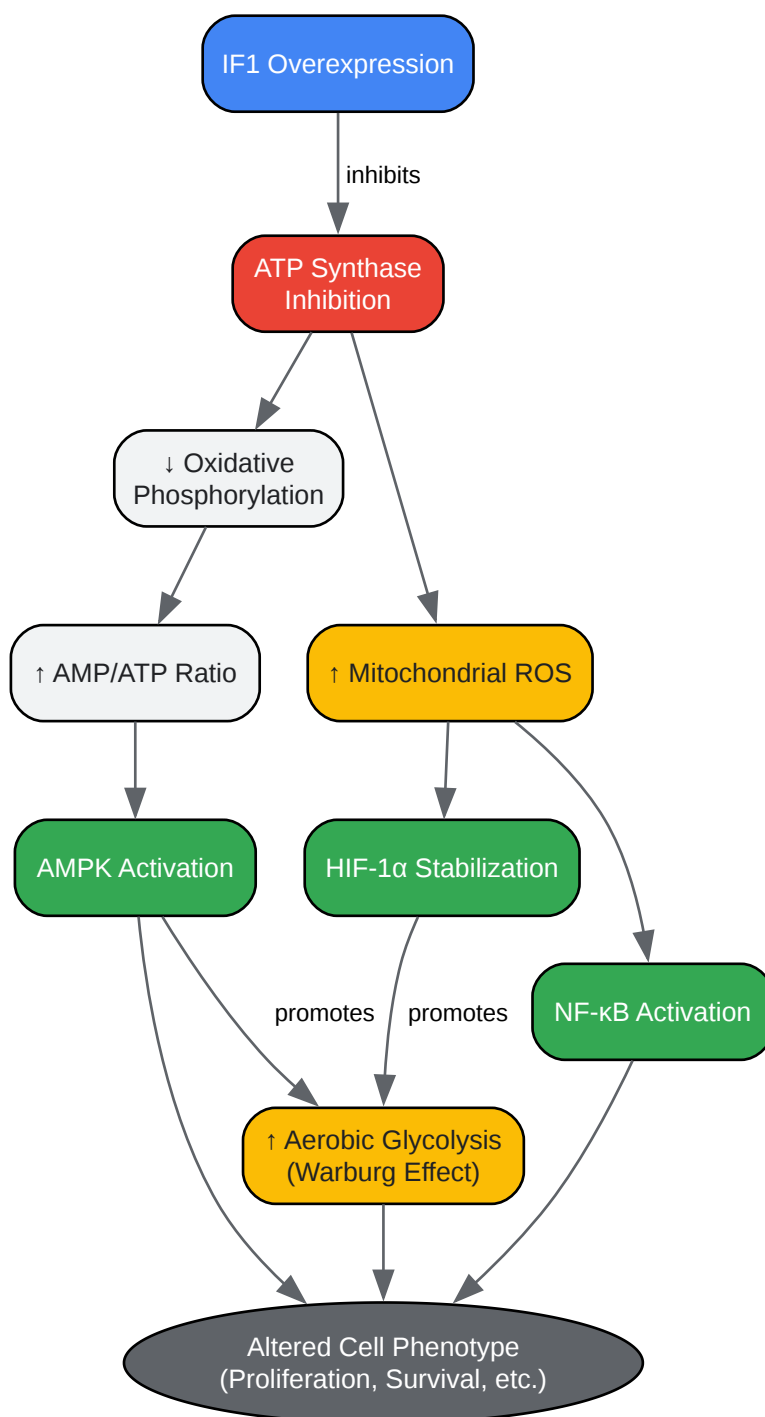 IF1 Overexpression
inhibits
ATP Synthase
Inhibition
↓ Oxidative
Phosphorylation
↑ AMP/ATP Ratio
↑ Mitochondrial ROS
AMPK Activation
HIF-1α Stabilization
NF-κB Activation
promotes
promotes
↑ Aerobic Glycolysis
(Warburg Effect)
Altered Cell Phenotype
(Proliferation, Survival, etc.)